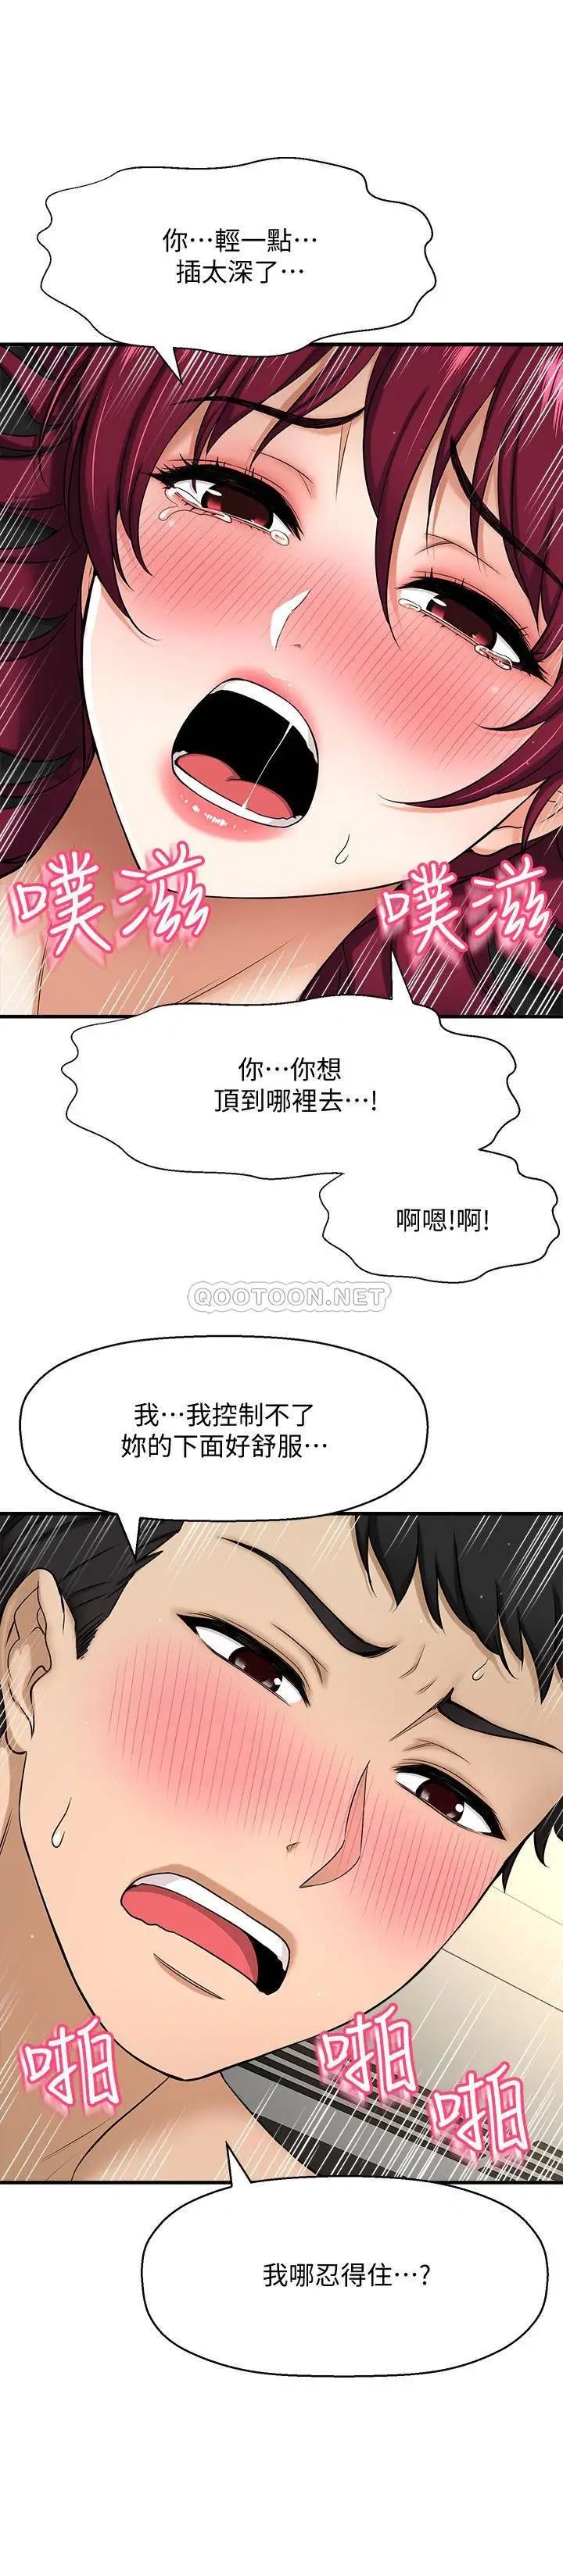 你…輕一點…
插太深了…
噗滋
噗滋
你…你想
頂到哪裡去…!
啊嗯!啊!
QOOTOON.NET
我…我控制不了
妳的下面好舒服…
啪
啪
啪
我哪忍得住…?